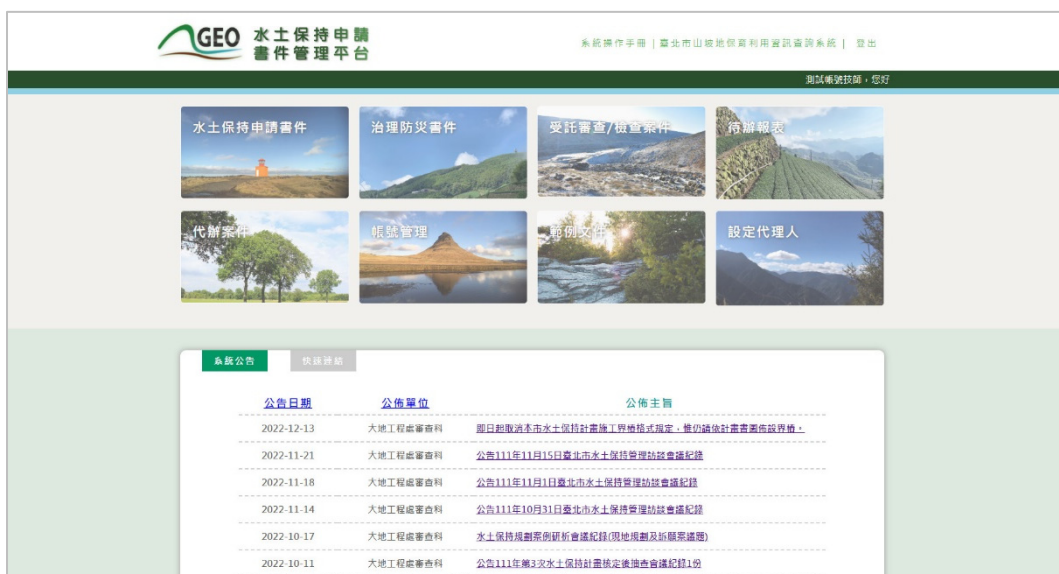 GEO 水土保持申請
書件管理平台
系統操作手冊 | 臺北市山坡地保育利用資訊查詢系統 | 登出
測試帳號技師，您好
水土保持申請書件 治理防災書件 受託審查/檢查案件 待辦報表
代辦案件 帳號管理 範例文件 設定代理人
系統公告 快速連結
公告日期 公佈單位 公佈主旨
2022-12-13 大地工程處審查科 即日起取消本市水土保持計畫施工界樁格式規定，惟仍請依計畫書圖佈設界樁。
2022-11-21 大地工程處審查科 公告111年11月15日臺北市水土保持管理訪談會議紀錄
2022-11-18 大地工程處審查科 公告111年11月1日臺北市水土保持管理訪談會議紀錄
2022-11-14 大地工程處審查科 公告111年10月31日臺北市水土保持管理訪談會議紀錄
2022-10-17 大地工程處審查科 水土保持規劃案例研析會議紀錄(現地規劃及訴願案議題)
2022-10-11 大地工程處審查科 公告111年第3次水土保持計畫核定後抽查會議紀錄1份